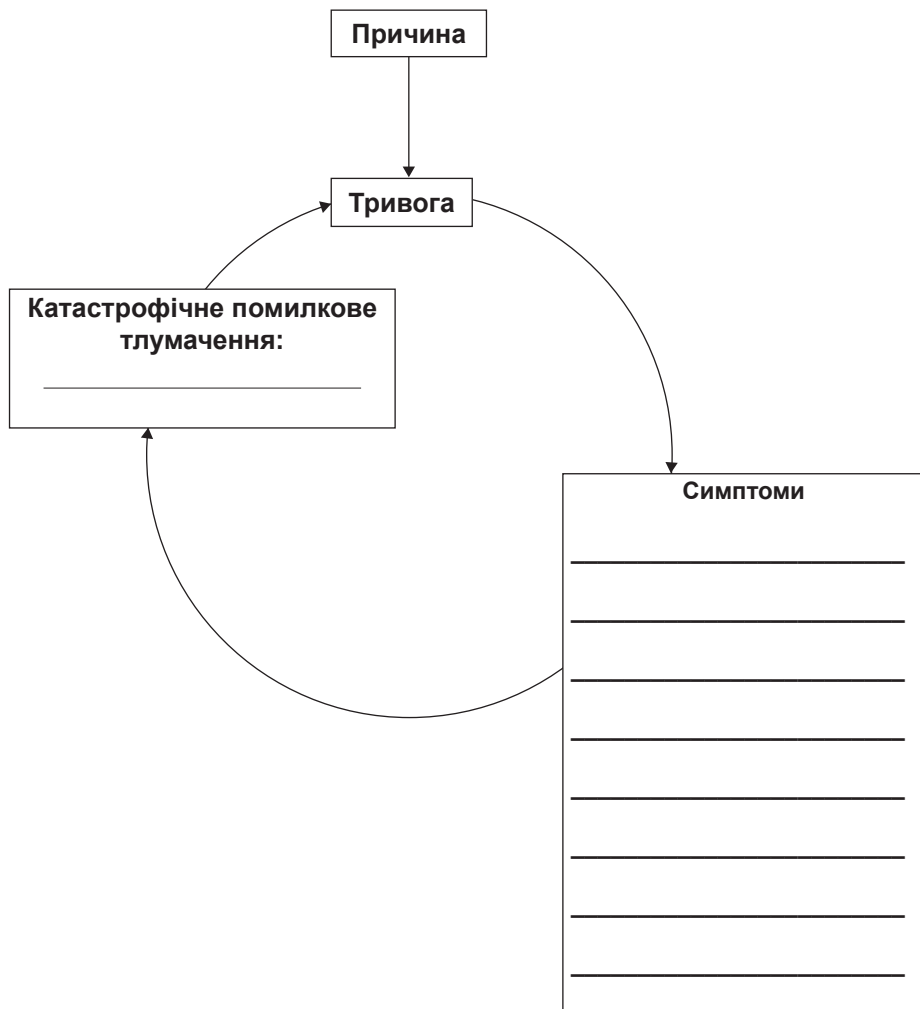 Причина
Тривога
Катастрофічне помилкове
тлумачення:
Симптоми